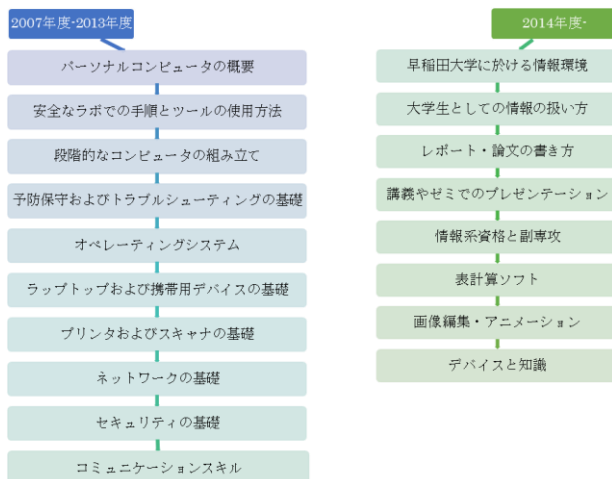 2007年度-2013年度
パーソナルコンピュータの概要
安全なラボでの手順とツールの使用方法
段階的なコンピュータの組み立て
予防保守およびトラブルシューティングの基礎
オペレーティングシステム
ラップトップおよび携帯用デバイスの基礎
プリンタおよびスキャナの基礎
ネットワークの基礎
セキュリティの基礎
コミュニケーションスキル
2014年度-
早稲田大学に於ける情報環境
大学生としての情報の扱い方
レポート・論文の書き方
講義やゼミでのプレゼンテーション
情報系資格と副専攻
表計算ソフト
画像編集・アニメーション
デバイスと知識